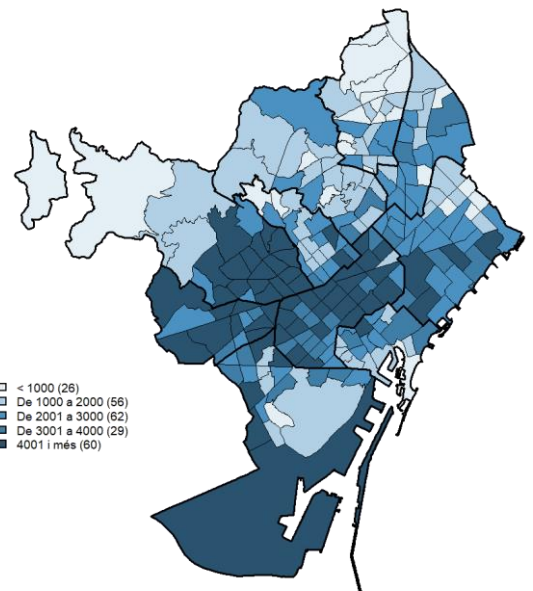 < 1000 (26)
De 1000 a 2000 (56)
De 2001 a 3000 (62)
De 3001 a 4000 (29)
4001 i més (60)